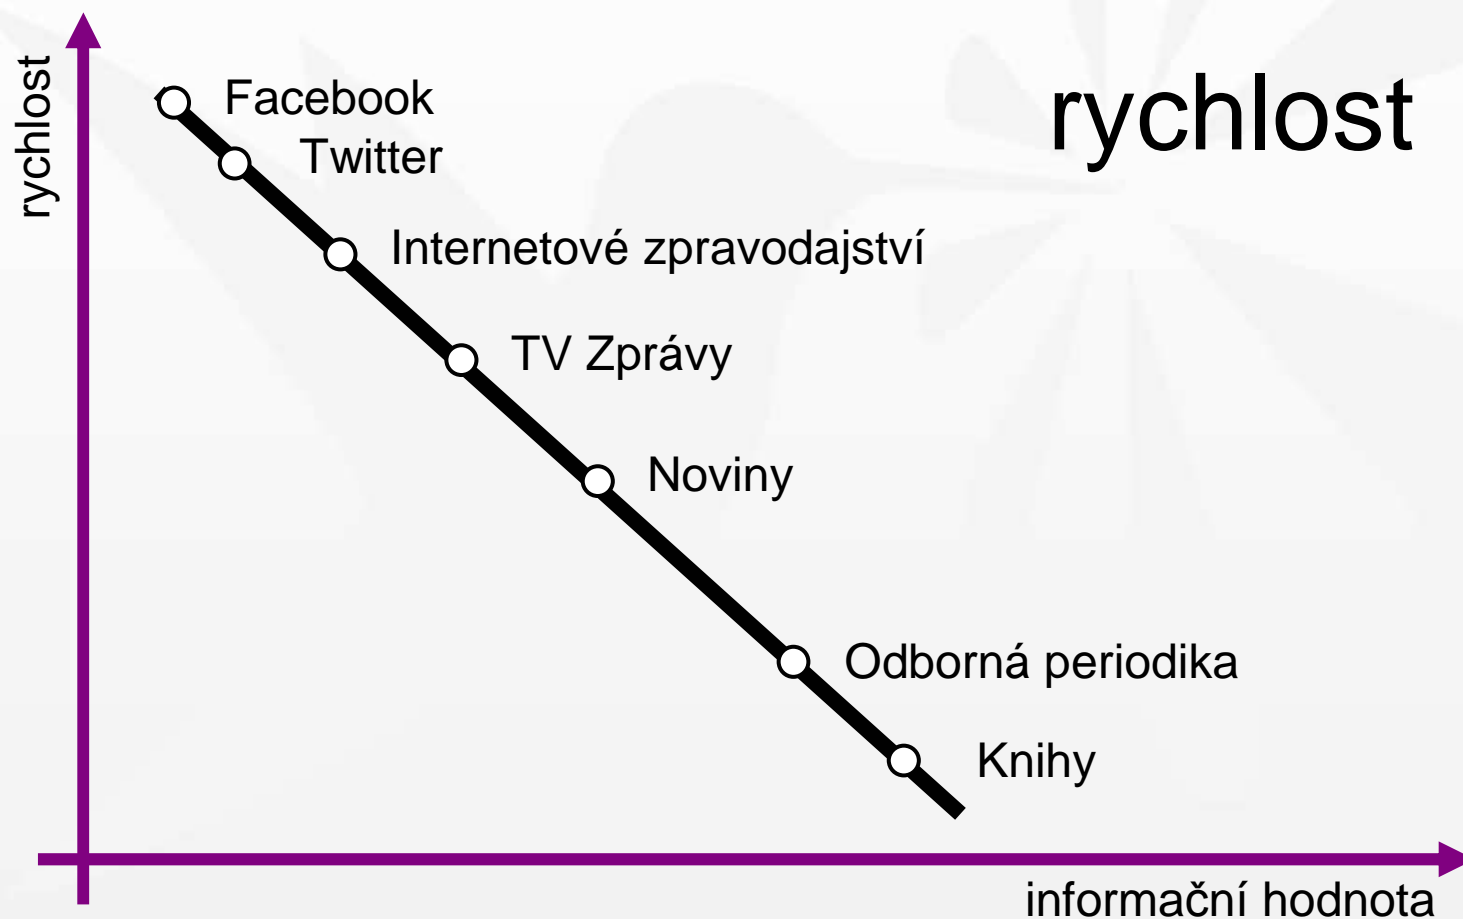 rychlost
rychlost
Facebook
Twitter
Internetové zpravodajství
TV Zprávy
Noviny
Odborná periodika
Knihy
informační hodnota